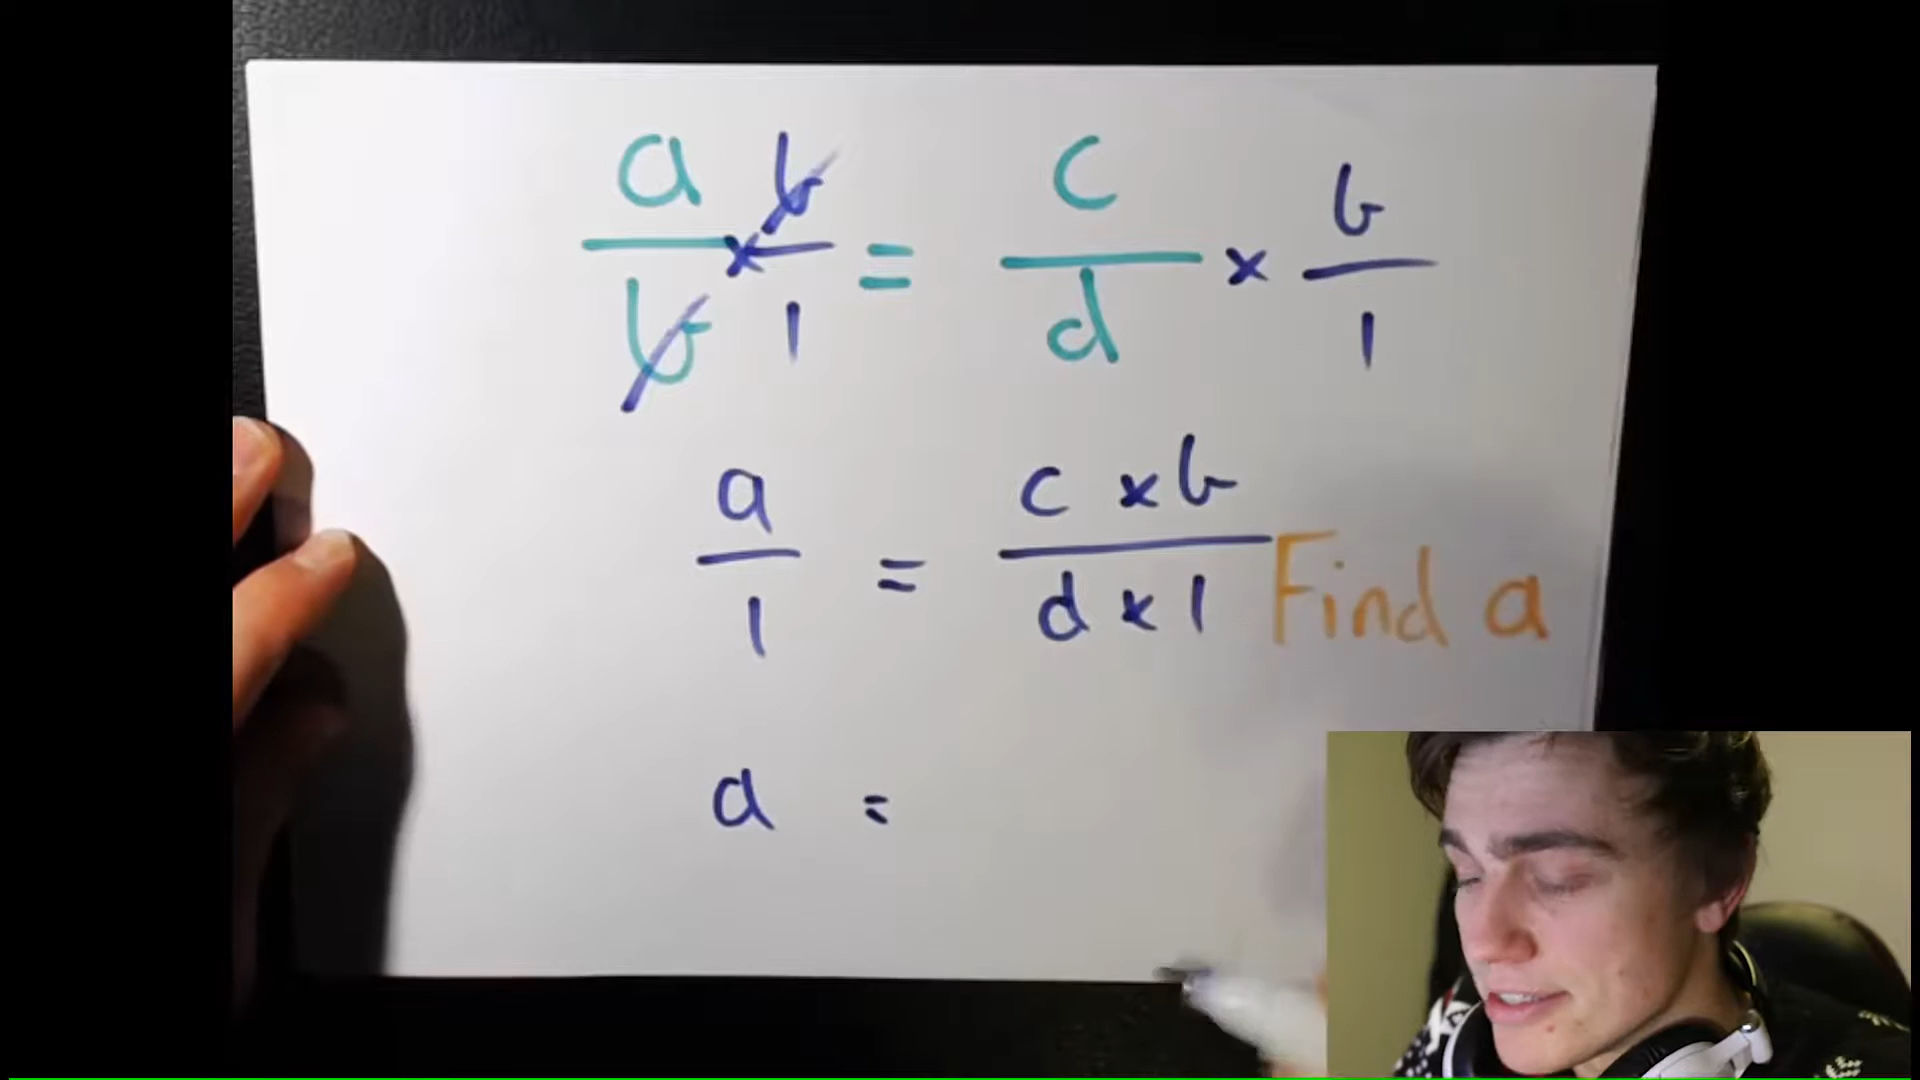 a/b × b/1 = c/d × b/1
a/1 = c × b/d × 1
Find a
a =